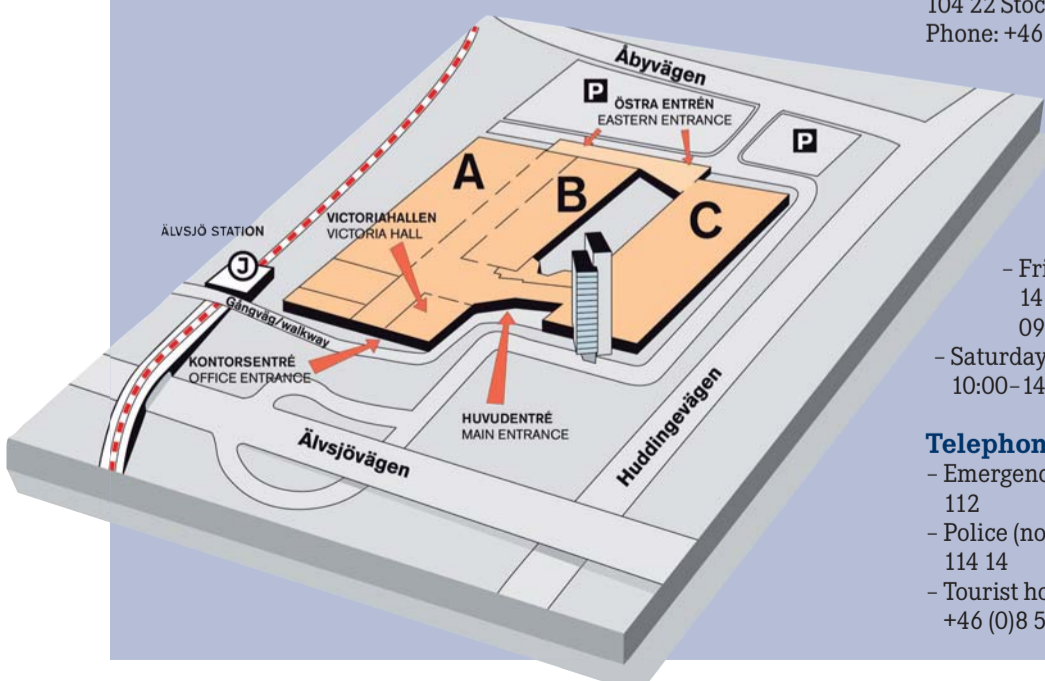 104 22 Stoc
Phone: +46
Åbyvägen
P
ÖSTRA ENTRÉN
EASTERN ENTRANCE
P
A
B
C
VICTORIAHALLEN
VICTORIA HALL
ÄLVSJÖ STATION
J
Gångväg/walkway
KONTORSENTRÉ
OFFICE ENTRANCE
HUVUDENTRÉ
MAIN ENTRANCE
Älvsjövägen
Huddingevägen
– Fri
14
09
– Saturday
10:00–14
Telephon
– Emergenc
112
– Police (no
114 14
– Tourist ho
+46 (0)8 5